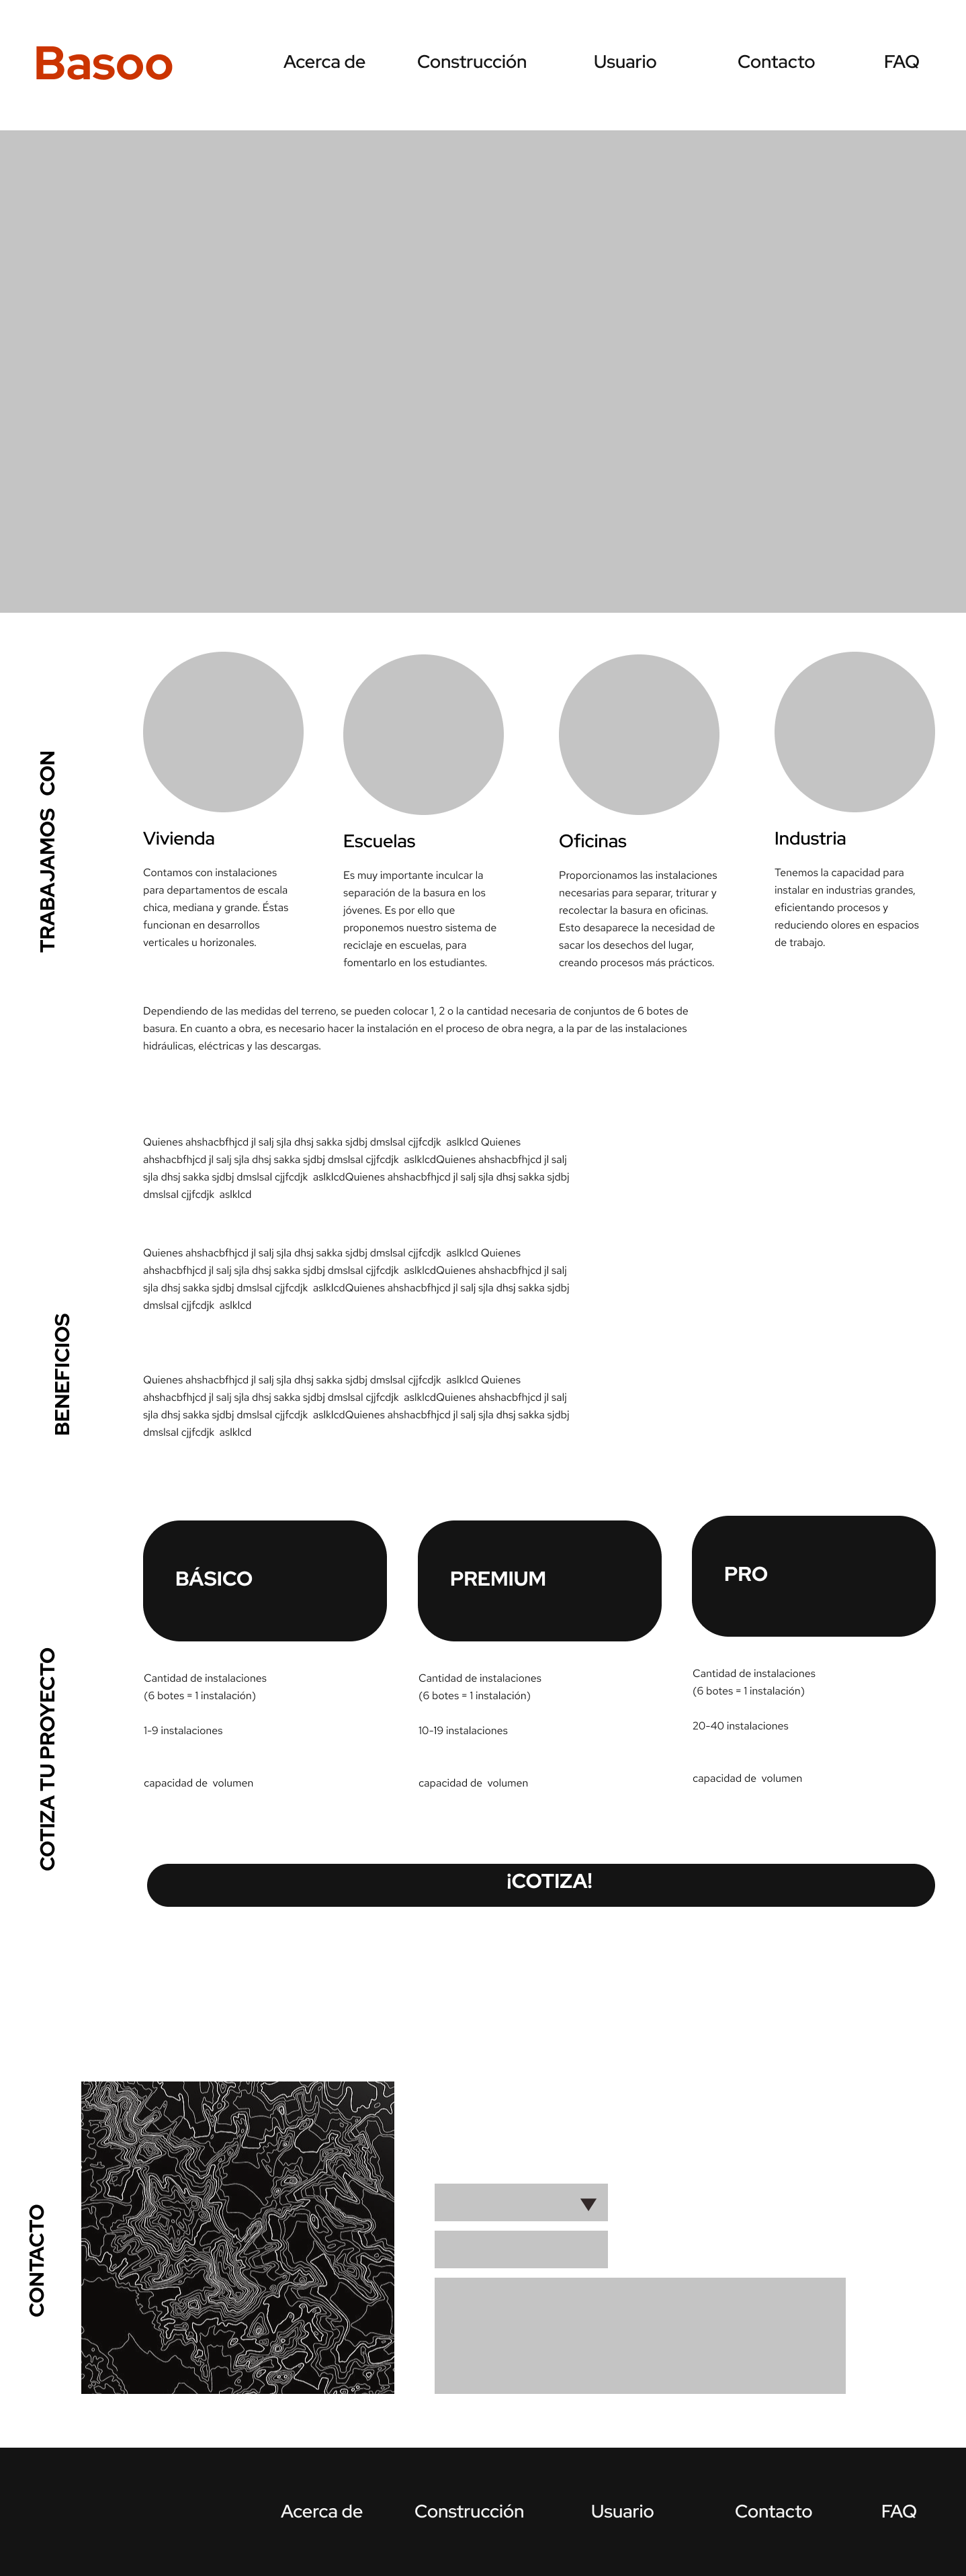 Basoo
Acerca de
Construcción
Usuario
Contacto
FAQ
TRABAJAMOS CON
Vivienda
Contamos con instalaciones
para departamentos de escala
chica, mediana y grande. Éstas
funcionan en desarrollos
verticales u horizonales.
Escuelas
Es muy importante inculcar la
separación de la basura en los
jóvenes. Es por ello que
proponemos nuestro sistema de
reciclaje en escuelas, para
fomentarlo en los estudiantes.
Oficinas
Proporcionamos las instalaciones
necesarias para separar, triturar y
recolectar la basura en oficinas.
Esto desaparece la necesidad de
sacar los desechos del lugar,
creando procesos más prácticos.
Industria
Tenemos la capacidad para
instalar en industrias grandes,
eficientando procesos y
reduciendo olores en espacios
de trabajo.
Dependiendo de las medidas del terreno, se pueden colocar 1, 2 o la cantidad necesaria de conjuntos de 6 botes de
basura. En cuanto a obra, es necesario hacer la instalación en el proceso de obra negra, a la par de las instalaciones
hidráulicas, eléctricas y las descargas.
BENEFICIOS
Quienes ahshacbfhjcd jl salj sjla dhsj sakka sjdbj dmslsal cjjfcdjk aslklcd Quienes
ahshacbfhjcd jl salj sjla dhsj sakka sjdbj dmslsal cjjfcdjk aslklcdQuienes ahshacbfhjcd jl salj
sjla dhsj sakka sjdbj dmslsal cjjfcdjk aslklcdQuienes ahshacbfhjcd jl salj sjla dhsj sakka sjdbj
dmslsal cjjfcdjk aslklcd
Quienes ahshacbfhjcd jl salj sjla dhsj sakka sjdbj dmslsal cjjfcdjk aslklcd Quienes
ahshacbfhjcd jl salj sjla dhsj sakka sjdbj dmslsal cjjfcdjk aslklcdQuienes ahshacbfhjcd jl salj
sjla dhsj sakka sjdbj dmslsal cjjfcdjk aslklcdQuienes ahshacbfhjcd jl salj sjla dhsj sakka sjdbj
dmslsal cjjfcdjk aslklcd
Quienes ahshacbfhjcd jl salj sjla dhsj sakka sjdbj dmslsal cjjfcdjk aslklcd Quienes
ahshacbfhjcd jl salj sjla dhsj sakka sjdbj dmslsal cjjfcdjk aslklcdQuienes ahshacbfhjcd jl salj
sjla dhsj sakka sjdbj dmslsal cjjfcdjk aslklcdQuienes ahshacbfhjcd jl salj sjla dhsj sakka sjdbj
dmslsal cjjfcdjk aslklcd
COTIZA TU PROYECTO
BÁSICO
Cantidad de instalaciones
(6 botes = 1 instalación)
1-9 instalaciones
capacidad de volumen
PREMIUM
Cantidad de instalaciones
(6 botes = 1 instalación)
10-19 instalaciones
capacidad de volumen
PRO
Cantidad de instalaciones
(6 botes = 1 instalación)
20-40 instalaciones
capacidad de volumen
¡COTIZA!
CONTACTO
Acerca de
Construcción
Usuario
Contacto
FAQ